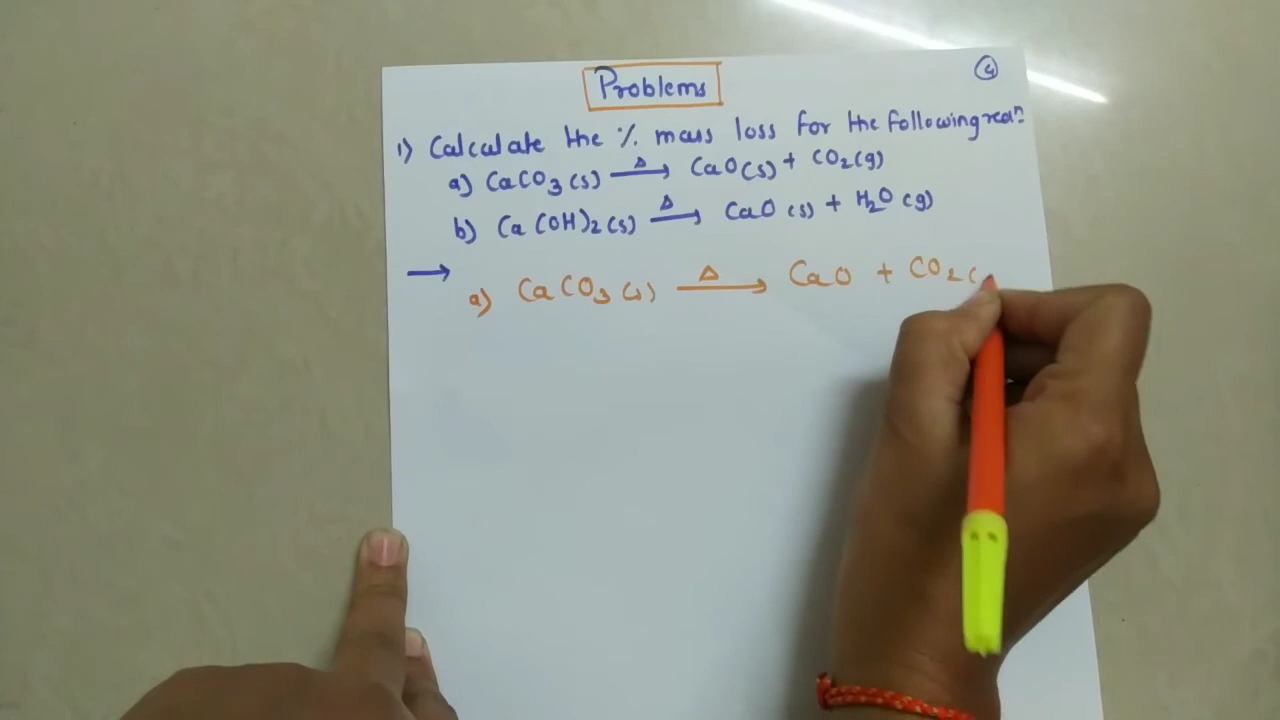 Problems
4
1) Calculate the % mass loss for the following reaⁿ?
a) CaCO₃(s) —Δ→ CaO(s) + CO₂(g)
b) Ca(OH)₂(s) —Δ→ CaO(s) + H₂O(g)
→ a) CaCO₃(s) —Δ→ CaO + CO₂(